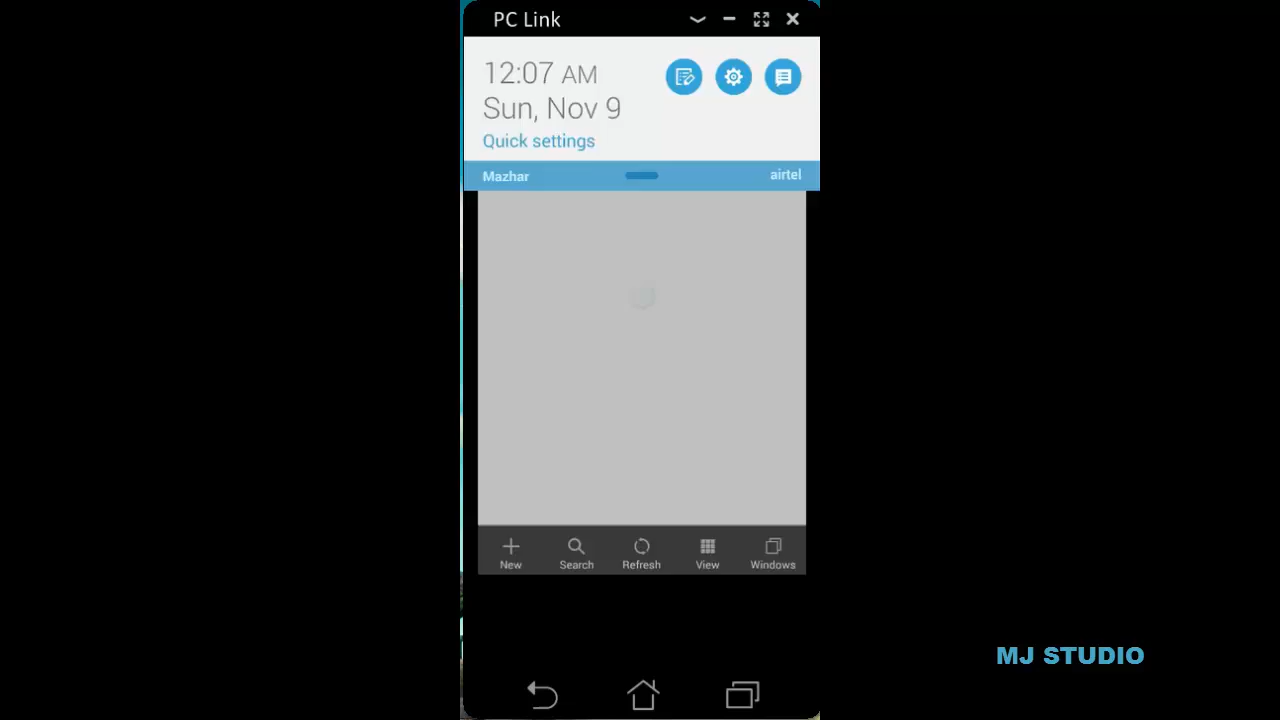 PC Link
12:07 AM
Sun, Nov 9
Quick settings
Mazhar
airtel
New
Search
Refresh
View
Windows
MJ STUDIO